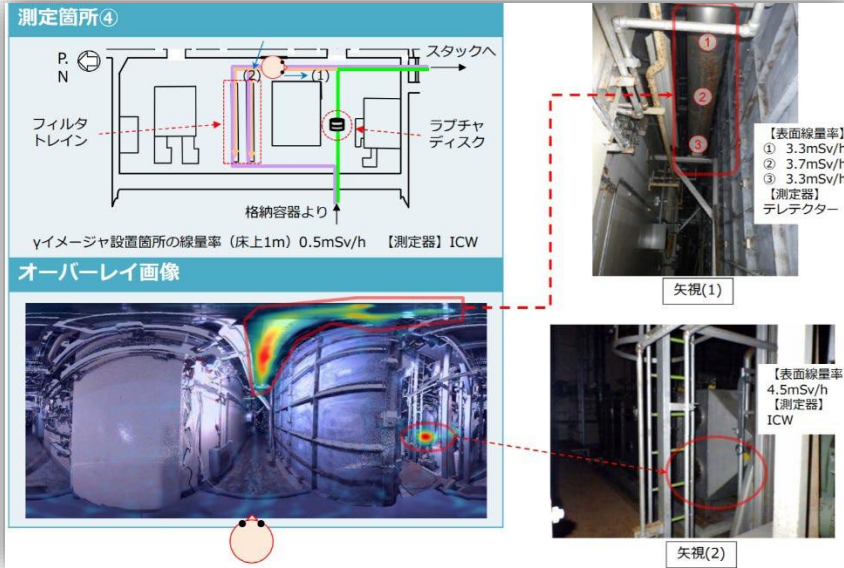 測定箇所④
P.
N
(2)
(1)
スタックへ
フィルタ
トレイン
ラプチャ
ディスク
格納容器より
γイメージャ設置箇所の線量率（床上1m）0.5mSv/h 【測定器】ICW
オーバーレイ画像
①
②
③
【表面線量率】
① 3.3mSv/h
② 3.7mSv/h
③ 3.3mSv/h
【測定器】
テレテクター
矢視(1)
【表面線量率
4.5mSv/h
【測定器】
ICW
矢視(2)